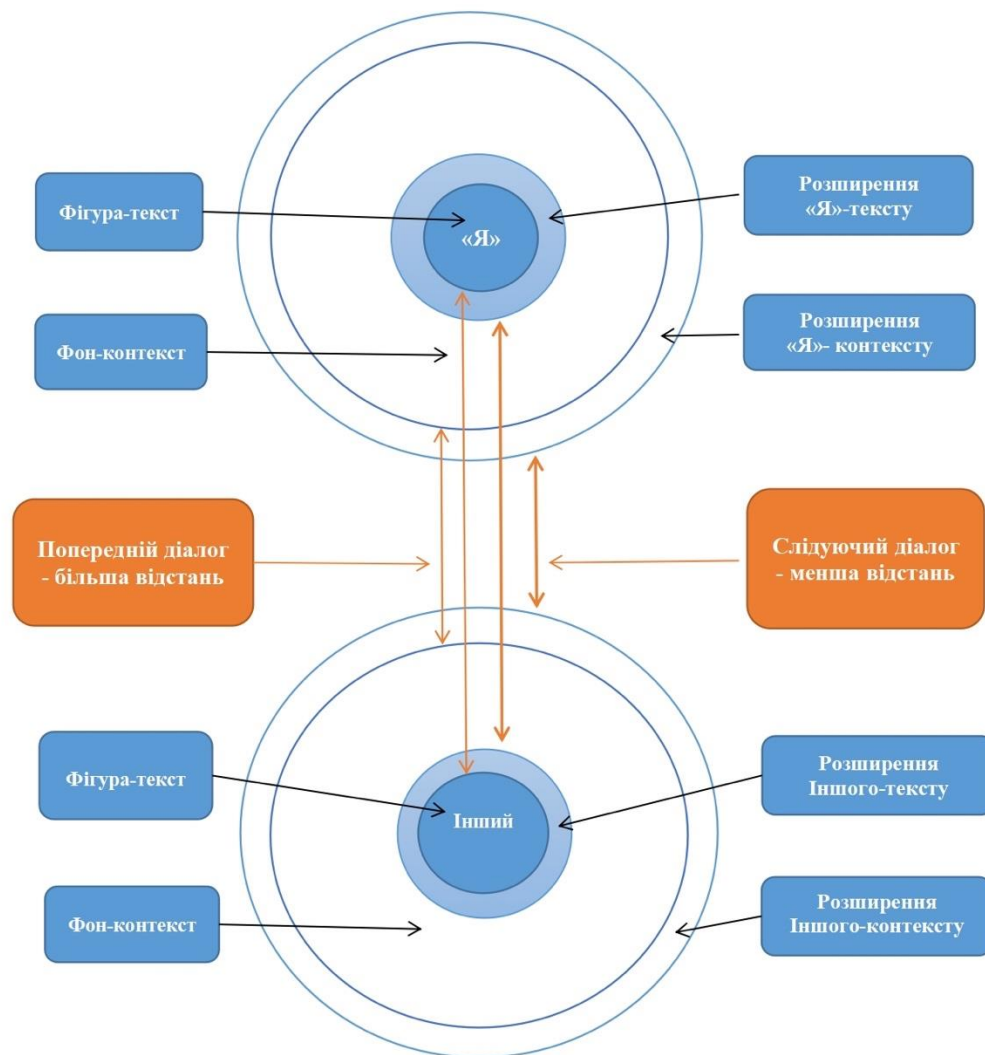 Фігура-текст
Розширення
«Я»-тексту
«Я»
Фон-контекст
Розширення
«Я»- контексту
Попередній діалог
- більша відстань
Слідуючий діалог
- менша відстань
Фігура-текст
Розширення
Іншого-тексту
Інший
Фон-контекст
Розширення
Іншого-контексту